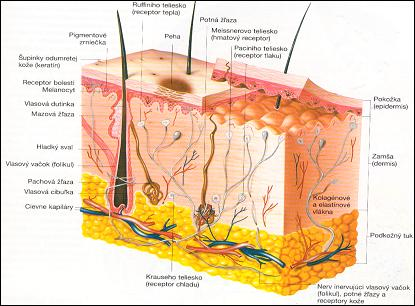 Ruffiniho teliesko
(receptor tepla)
Potná žľaza
Meissnerovo teliesko
(hmatový receptor)
Pigmentové
zrniečka
Peha
Paciniho teliesko
(receptor tlaku)
Šupinky odumretej
kože (keratín)
Receptor bolesti
Melanocyt
Vlasová dutinka
Mazová žľaza
Pokožka
(epidermis)
Hladký sval
Zamša
(dermis)
Vlasový vačok (folikul)
Pachová žľaza
Vlasová cibuľka
Cievne kapiláry
Kolagénové
a elastínové
vlákna
Podkožný tuk
Krauseho teliesko
(receptor chladu)
Nerv inervujúci vlasový vačok
(folikul), potné žľazy a
receptory kože